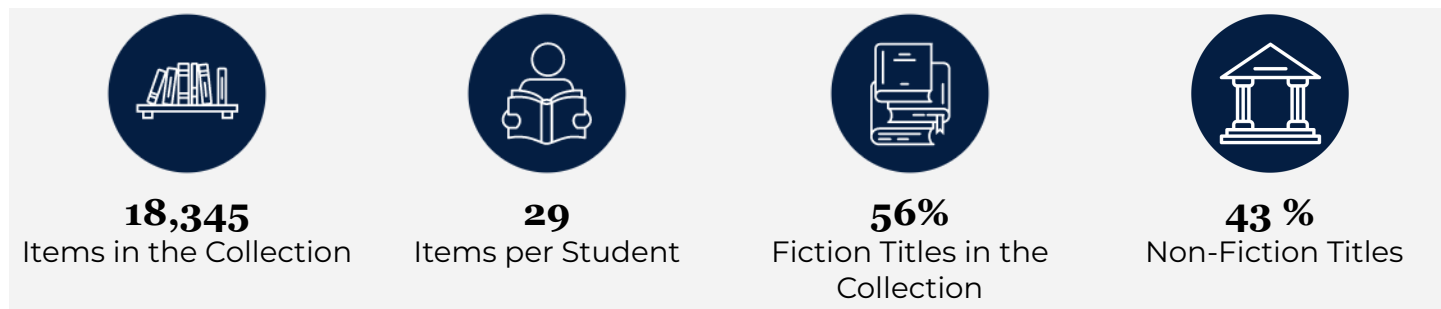 18,345
Items in the Collection
29
Items per Student
56%
Fiction Titles in the
Collection
43 %
Non-Fiction Titles